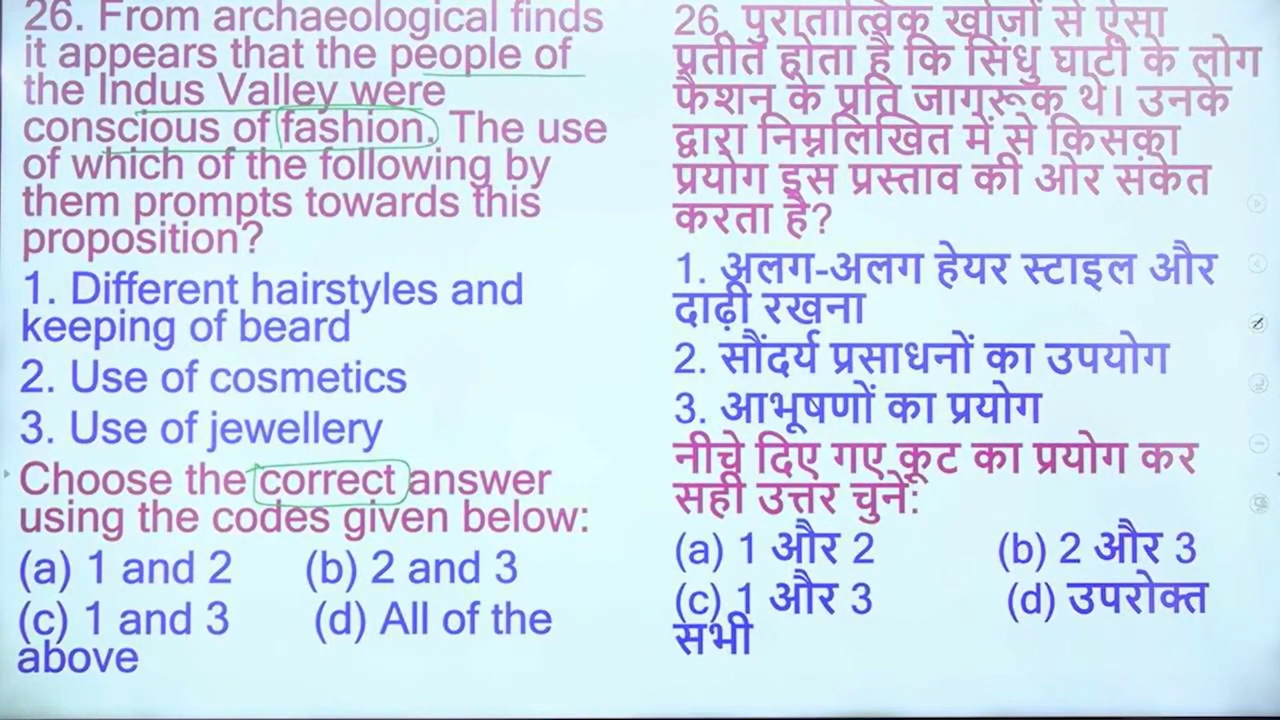 26. From archaeological finds
it appears that the people of
the Indus Valley were
conscious of fashion. The use
of which of the following by
them prompts towards this
proposition?
1. Different hairstyles and
keeping of beard
2. Use of cosmetics
3. Use of jewellery
Choose the correct answer
using the codes given below:
(a) 1 and 2 (b) 2 and 3
(c) 1 and 3 (d) All of the
above
26. पुरातात्विक खोजों से ऐसा
प्रतीत होता है कि सिंधु घाटी के लोग
फैशन के प्रति जागरूक थे। उनके
द्वारा निम्नलिखित में से किसका
प्रयोग इस प्रस्ताव की ओर संकेत
करता है?
1. अलग-अलग हेयर स्टाइल और
दाढ़ी रखना
2. सौंदर्य प्रसाधनों का उपयोग
3. आभूषणों का प्रयोग
नीचे दिए गए कूट का प्रयोग कर
सही उत्तर चुनें:
(a) 1 और 2 (b) 2 और 3
(c) 1 और 3 (d) उपरोक्त
सभी